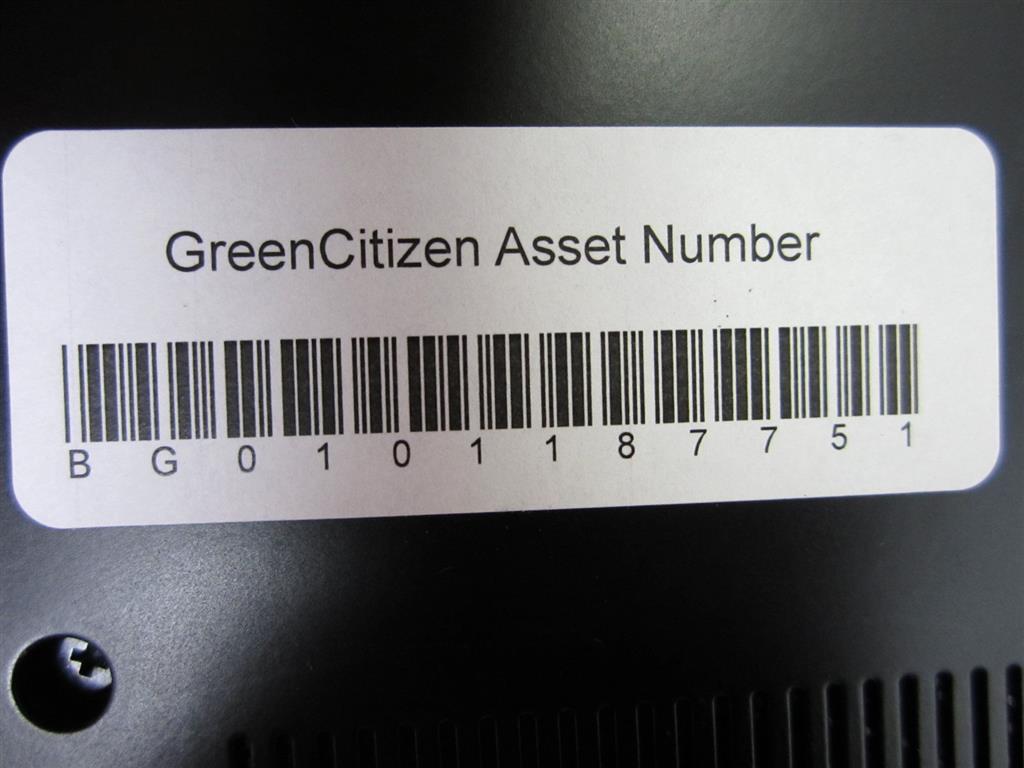 GreenCitizen Asset Number
B G 0 1 0 1 1 8 7 7 5 1